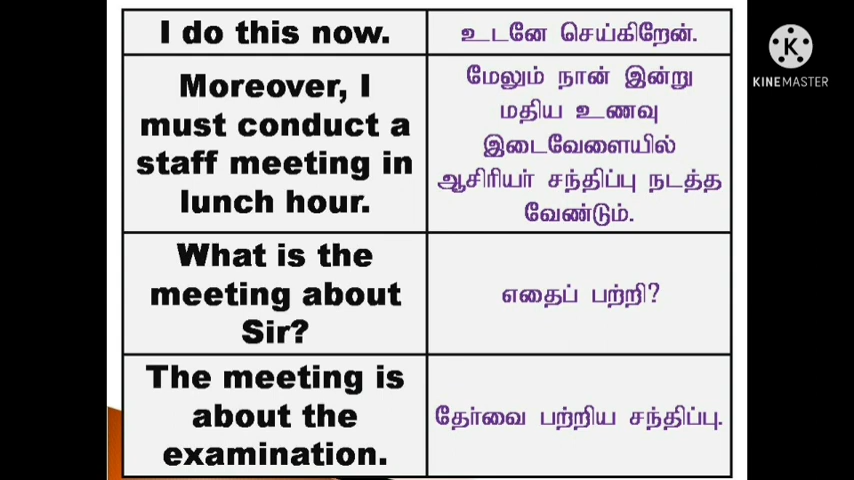 I do this now.
உடனே செய்கிறேன்.
Moreover, I
must conduct a
staff meeting in
lunch hour.
மேலும் நான் இன்று
மதிய உணவு
இடைவேளையில்
ஆசிரியர் சந்திப்பு நடத்த
வேண்டும்.
What is the
meeting about
Sir?
எதைப் பற்றி?
The meeting is
about the
examination.
தேர்வை பற்றிய சந்திப்பு.
K
KINEMASTER